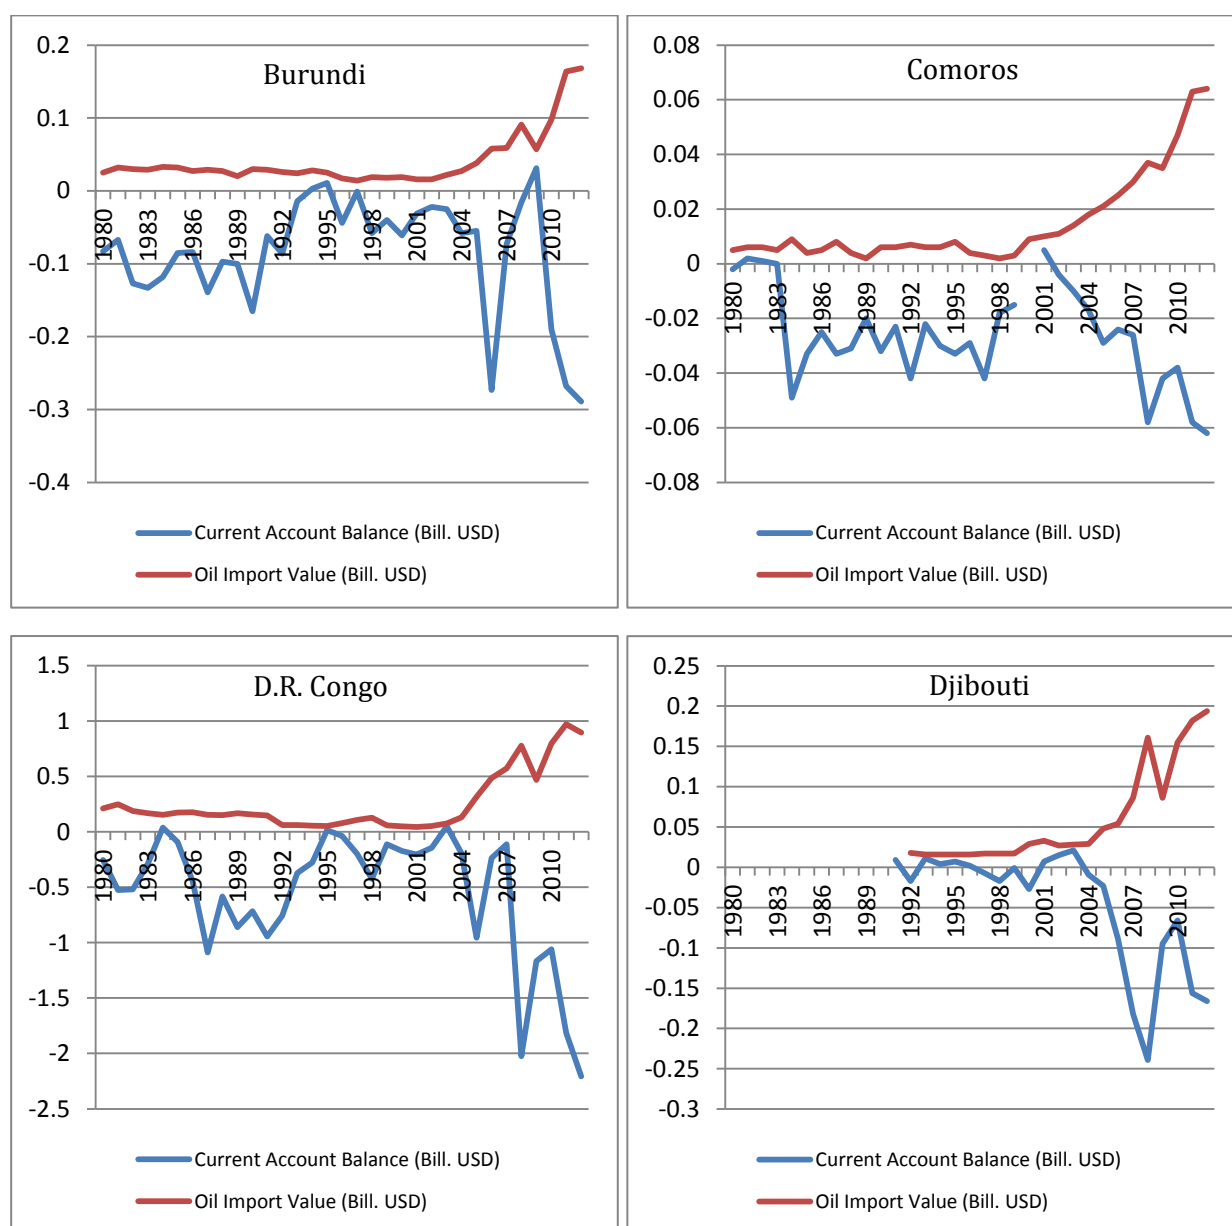 Burundi
0.2
0.1
0
-0.1
-0.2
-0.3
-0.4
1980 1983 1986 1989 1992 1995 1998 2001 2004 2007 2010
Current Account Balance (Bill. USD)
Oil Import Value (Bill. USD)
Comoros
0.08
0.06
0.04
0.02
0
-0.02
-0.04
-0.06
-0.08
1980 1983 1986 1989 1992 1995 1998 2001 2004 2007 2010
Current Account Balance (Bill. USD)
Oil Import Value (Bill. USD)
D.R. Congo
1.5
1
0.5
0
-0.5
-1
-1.5
-2
-2.5
1980 1983 1986 1989 1992 1995 1998 2001 2004 2007 2010
Current Account Balance (Bill. USD)
Oil Import Value (Bill. USD)
Djibouti
0.25
0.2
0.15
0.1
0.05
0
-0.05
-0.1
-0.15
-0.2
-0.25
-0.3
1980 1983 1986 1989 1992 1995 1998 2001 2004 2007 2010
Current Account Balance (Bill. USD)
Oil Import Value (Bill. USD)